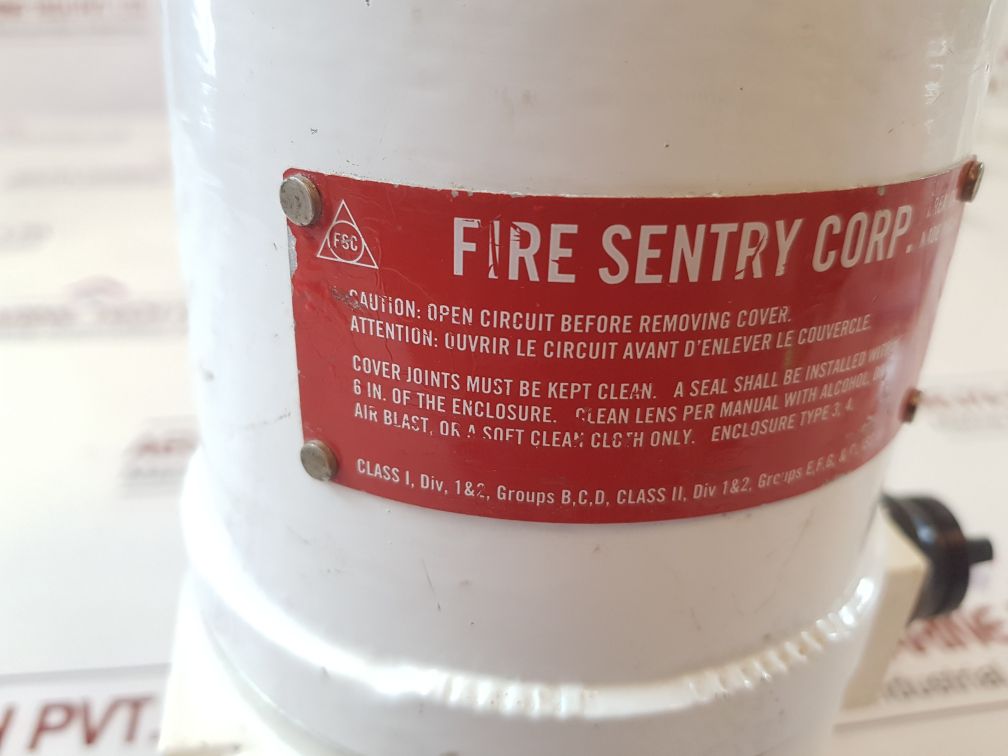 FSC
FIRE SENTRY CORP.
CAUTION: OPEN CIRCUIT BEFORE REMOVING COVER.
ATTENTION: OUVRIR LE CIRCUIT AVANT D'ENLEVER LE COUVERCLE.
COVER JOINTS MUST BE KEPT CLEAN. A SEAL SHALL BE INSTALLED
6 IN. OF THE ENCLOSURE. CLEAN LENS PER MANUAL WITH ALCOHOL,
AIR BLAST, OR A SOFT CLEAN CLOTH ONLY. ENCLOSURE TYPE 3, 4,
CLASS I, Div, 1&2, Groups B,C,D, CLASS II, Div 1&2, Groups E,F,G, &
PVT.